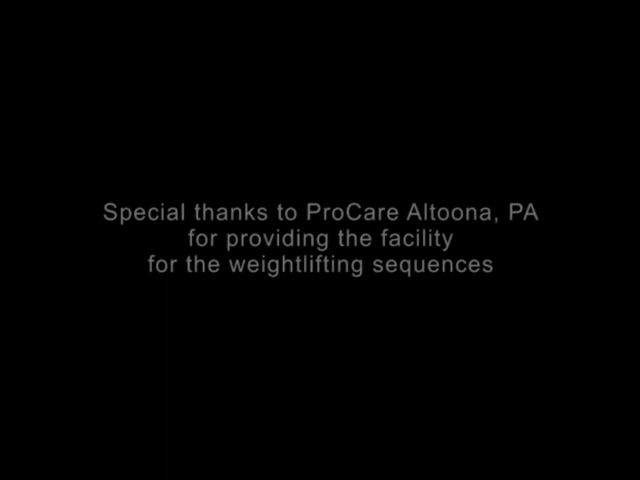 Special thanks to ProCare Altoona, PA
for providing the facility
for the weightlifting sequences